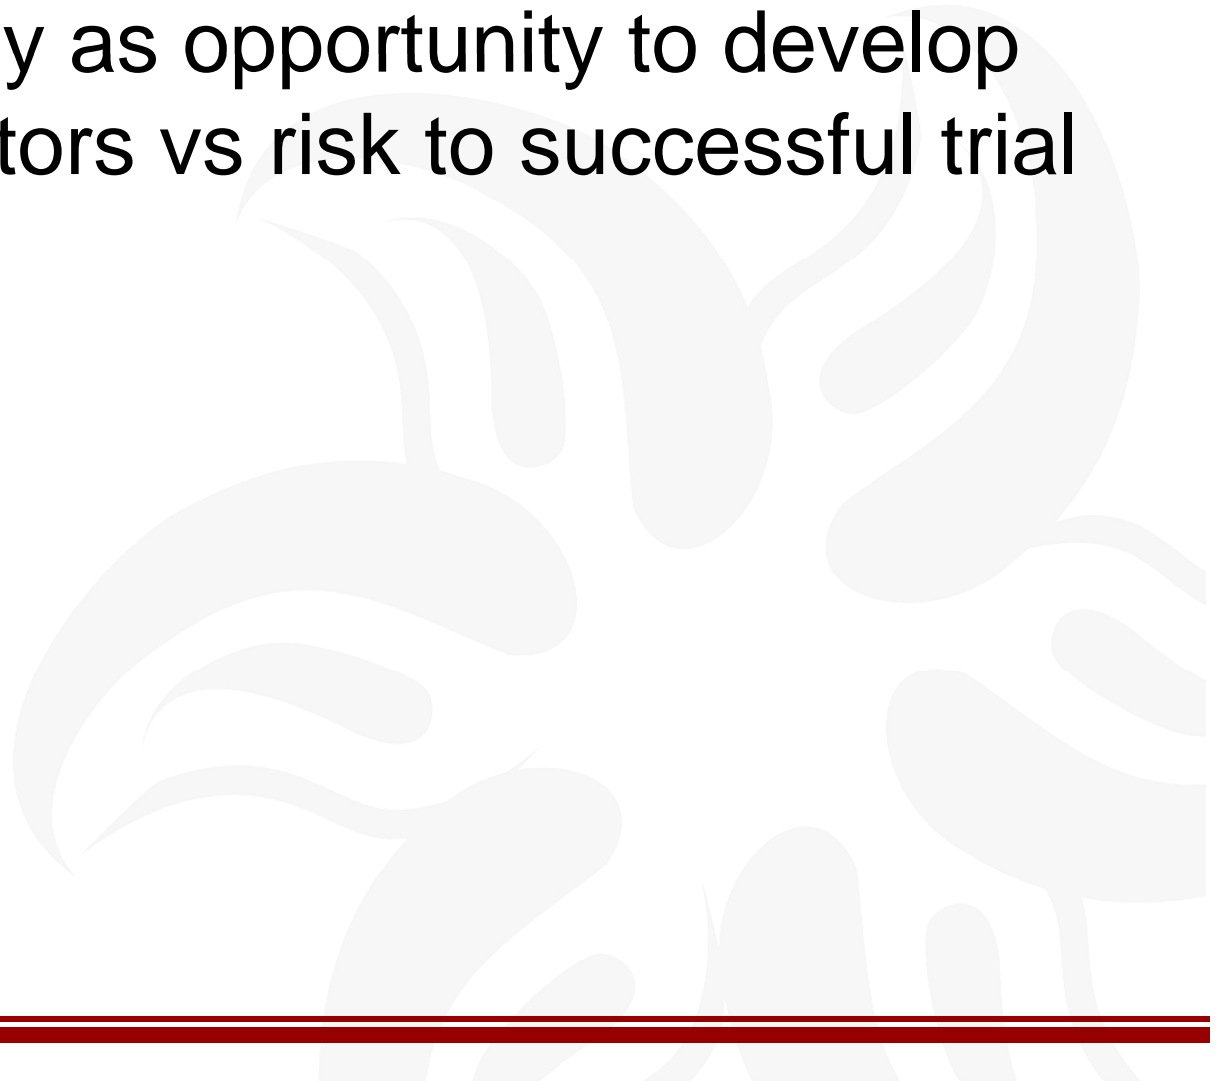 y as opportunity to develop
tors vs risk to successful trial